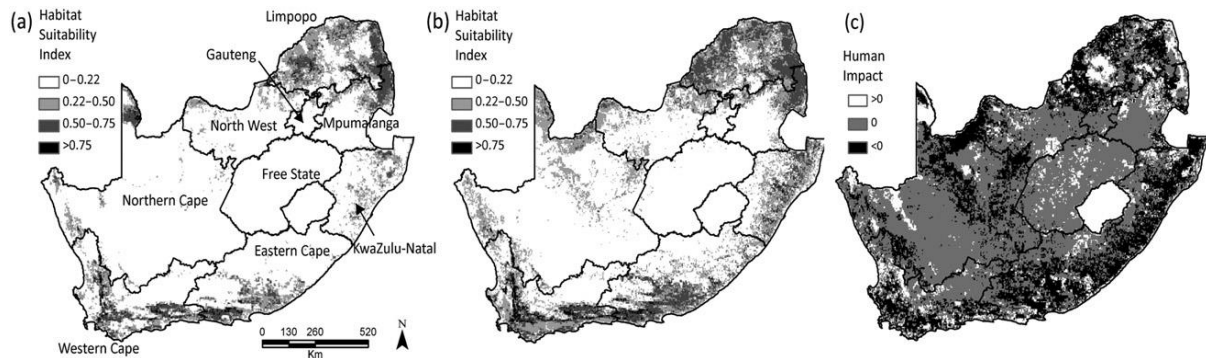 (a)
Habitat
Suitability
Index
0–0.22
0.22–0.50
0.50–0.75
>0.75
Limpopo
Gauteng
North West
Mpumalanga
Free State
Northern Cape
KwaZulu-Natal
Eastern Cape
Western Cape
0 130 260 520
Km
N
(b)
Habitat
Suitability
Index
0–0.22
0.22–0.50
0.50–0.75
>0.75
(c)
Human
Impact
>0
0
<0